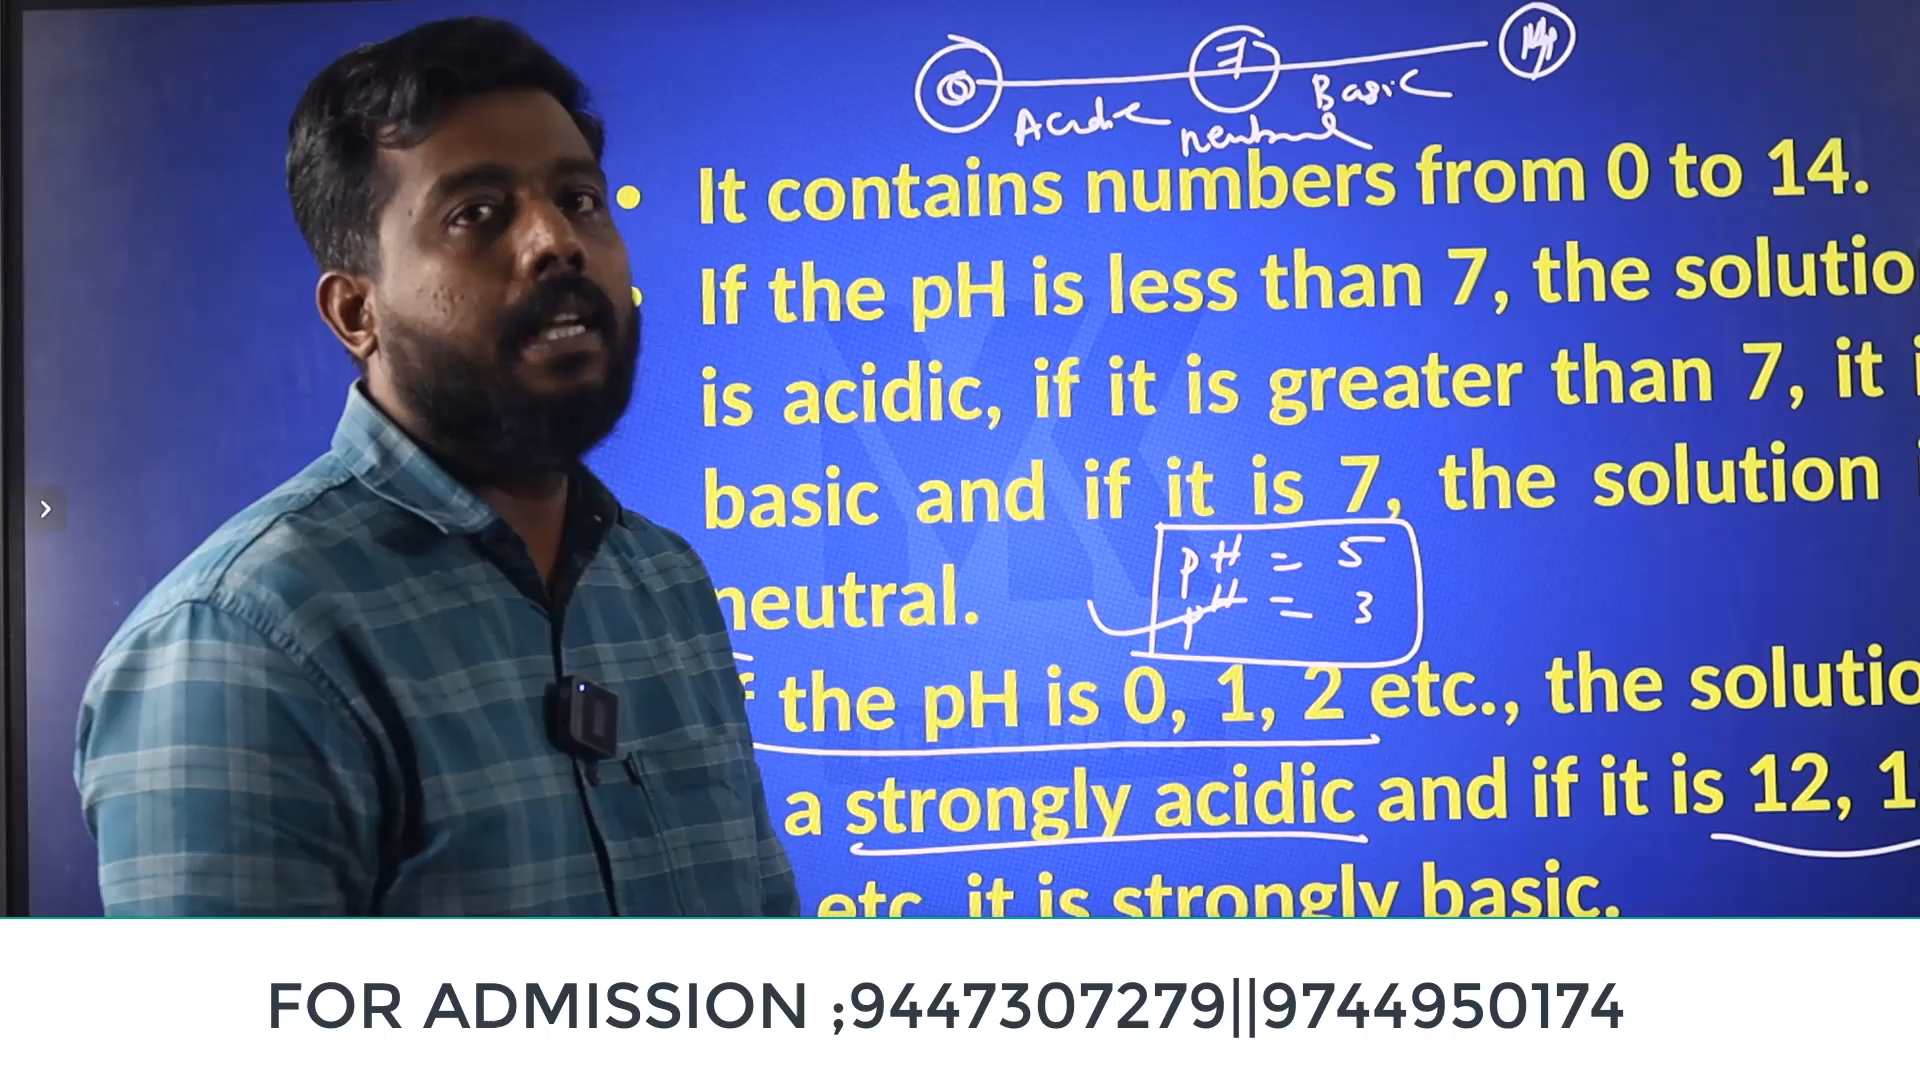 0 7 14
Acidic neutral Basic
• It contains numbers from 0 to 14.
• If the pH is less than 7, the solutio
is acidic, if it is greater than 7, it i
basic and if it is 7, the solution i
neutral.
pH = 5
pH = 3
f the pH is 0, 1, 2 etc., the solutio
a strongly acidic and if it is 12, 1
etc. it is strongly basic.
FOR ADMISSION ;9447307279||9744950174